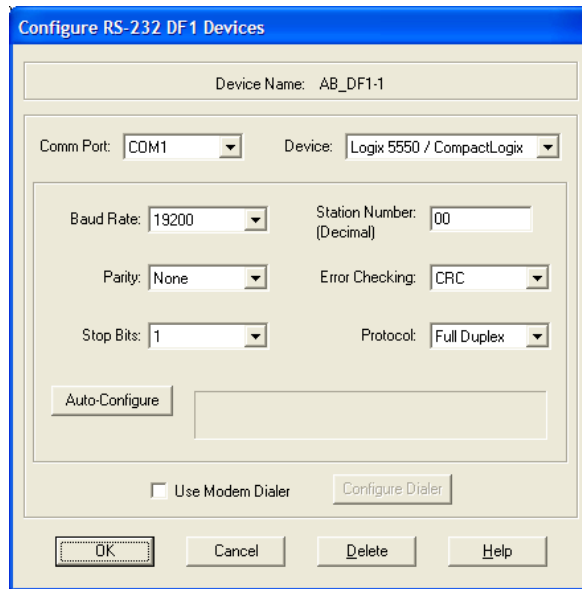 Configure RS-232 DF1 Devices
Device Name: AB_DF1-1
Comm Port: COM1 Device: Logix 5550 / CompactLogix
Baud Rate: 19200 Station Number: 00
(Decimal)
Parity: None Error Checking: CRC
Stop Bits: 1 Protocol: Full Duplex
Auto-Configure
Use Modem Dialer Configure Dialer
OK Cancel Delete Help